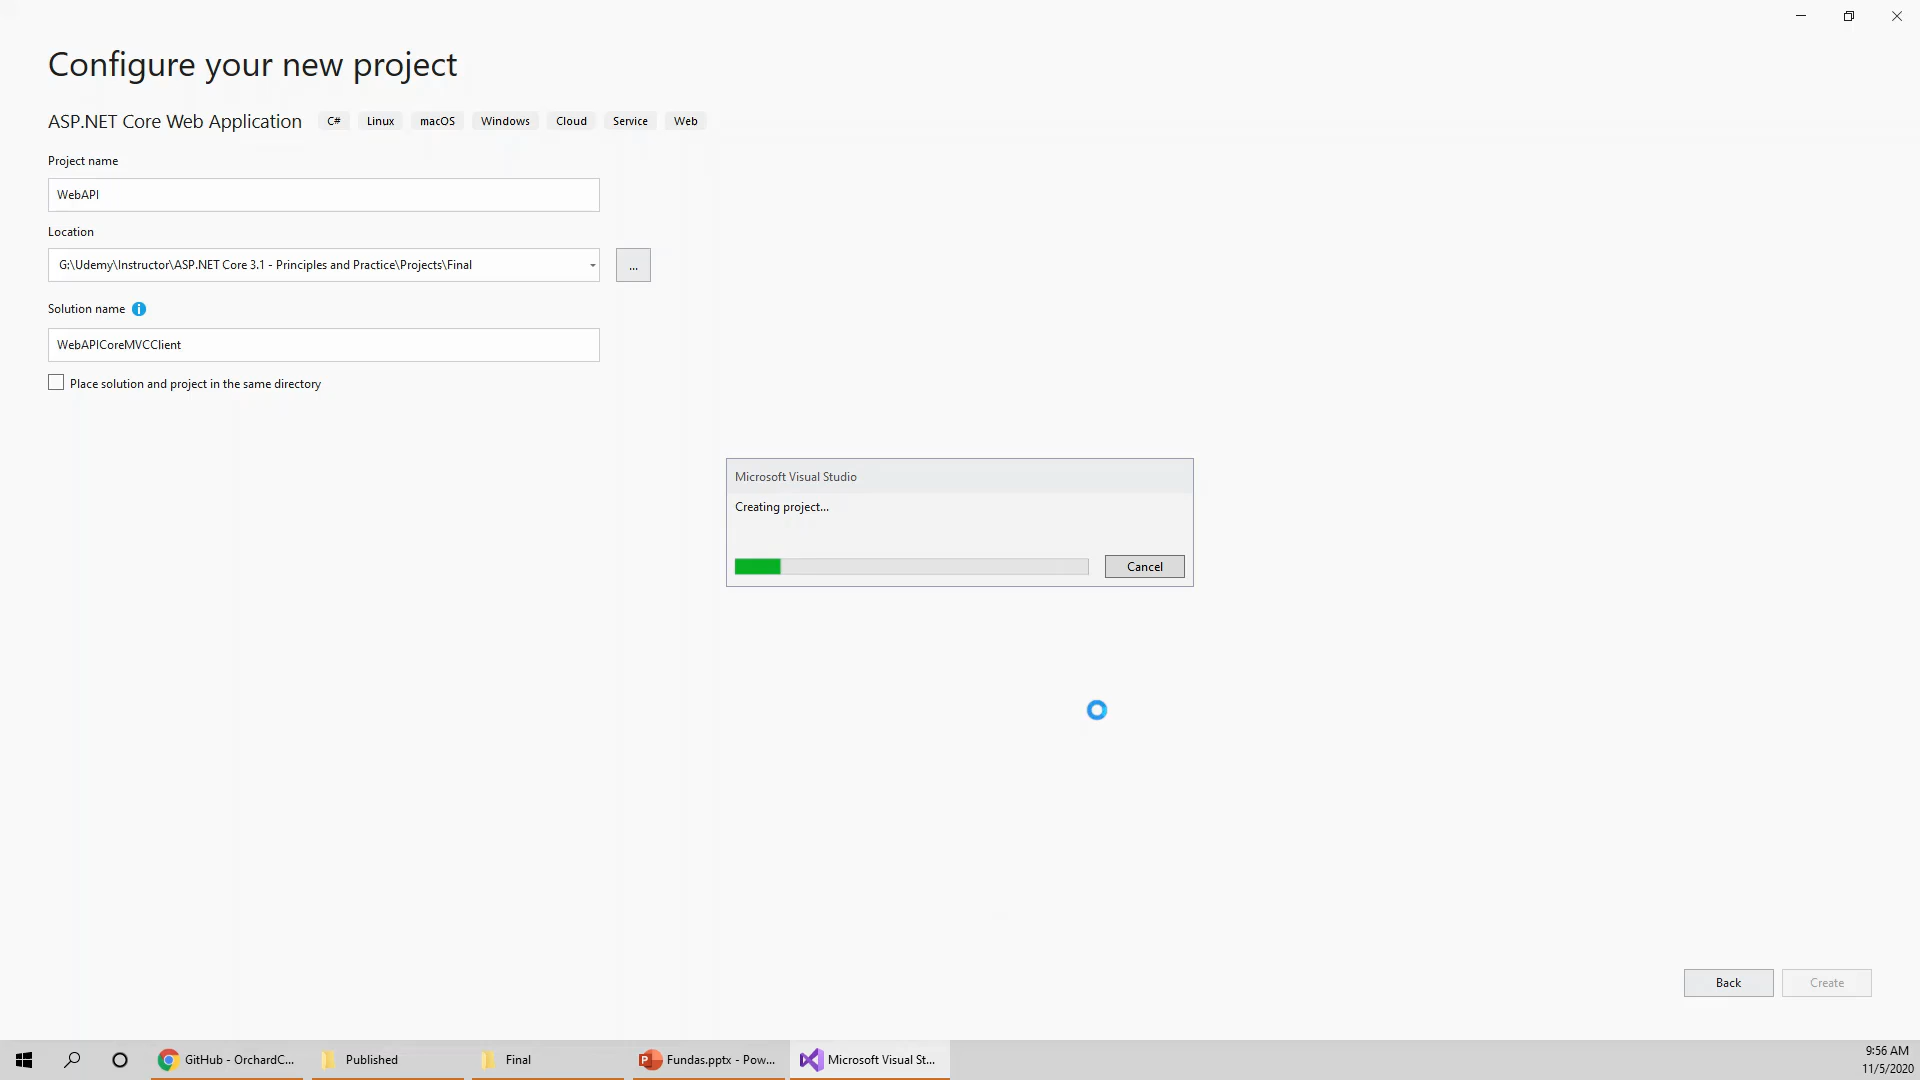 Configure your new project
ASP.NET Core Web Application C# Linux macOS Windows Cloud Service Web
Project name
WebAPI
Location
G:\Udemy\Instructor\ASP.NET Core 3.1 - Principles and Practice\Projects\Final
...
Solution name
WebAPICoreMVCClient
Place solution and project in the same directory
Microsoft Visual Studio
Creating project...
Cancel
Back Create
GitHub - OrchardC... Published Final Fundas.pptx - Pow... Microsoft Visual St...
9:56 AM
11/5/2020